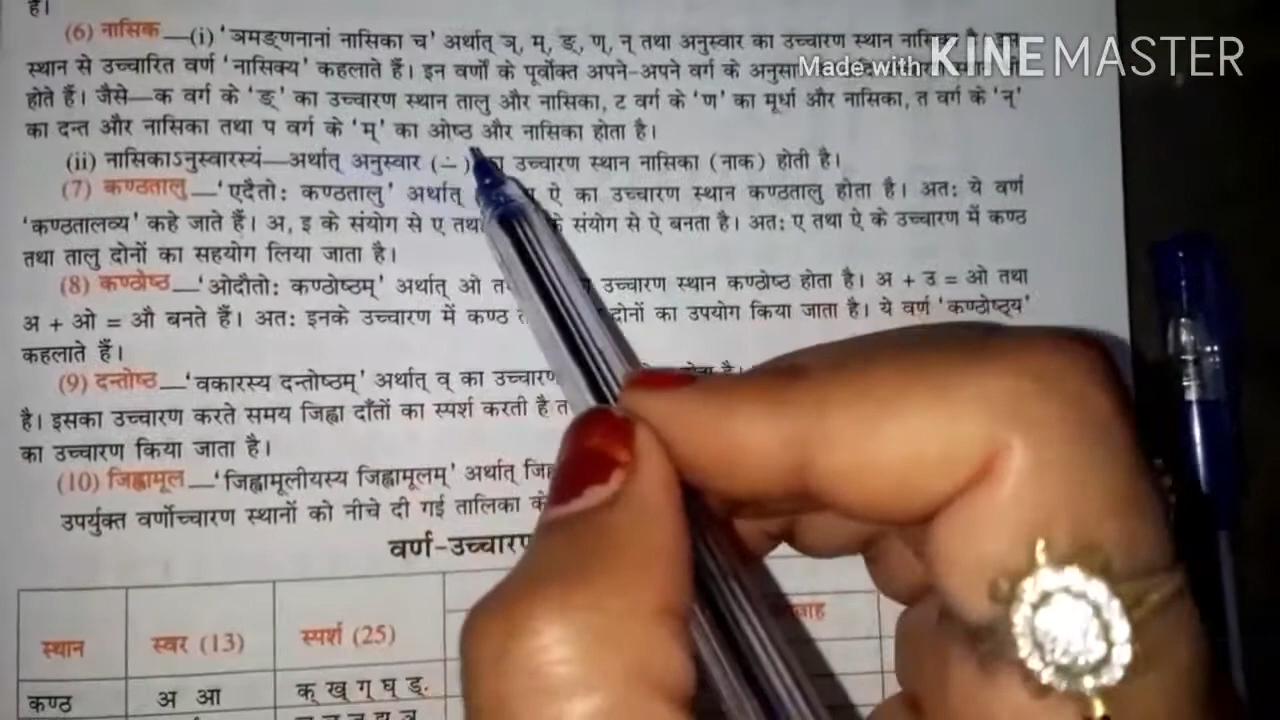 है।
(6) नासिक—(i) 'ञमङ्णनानां नासिका च' अर्थात् ञ्, म्, ङ्, ण्, न् तथा अनुस्वार का उच्चारण स्थान
Made with KINEMASTER
स्थान से उच्चारित वर्ण 'नासिक्य' कहलाते हैं। इन वर्णों के पूर्वोक्त अपने-अपने वर्ग के
होते हैं। जैसे—क वर्ग के 'ङ्' का उच्चारण स्थान तालु और नासिका, ट वर्ग के 'ण' का मूर्धा और नासिका, त वर्ग के 'न्'
का दन्त और नासिका तथा प वर्ग के 'म्' का ओष्ठ और नासिका होता है।
(ii) नासिकाऽनुस्वारस्यं—अर्थात् अनुस्वार (∸) का उच्चारण स्थान नासिका (नाक) होती है।
(7) कण्ठतालु—'एदैतो: कण्ठतालु' अर्थात् ऐ का उच्चारण स्थान कण्ठतालु होता है। अत: ये वर्ण
'कण्ठतालव्य' कहे जाते हैं। अ, इ के संयोग से ए के संयोग से ऐ बनता है। अत: ए तथा ऐ के उच्चारण में कण्ठ
तथा तालु दोनों का सहयोग लिया जाता है।
(8) कण्ठोष्ठ—'ओदौतो: कण्ठोष्ठम्' अर्थात् ओ उच्चारण स्थान कण्ठोष्ठ होता है। अ + उ = ओ तथा
अ + ओ = औ बनते हैं। अत: इनके उच्चारण में कण्ठ दोनों का उपयोग किया जाता है। ये वर्ण 'कण्ठोष्ठ्य'
कहलाते हैं।
(9) दन्तोष्ठ—'वकारस्य दन्तोष्ठम्' अर्थात् व् का
है। इसका उच्चारण करते समय जिह्वा दाँतों का स्पर्श करती है
का उच्चारण किया जाता है।
(10) जिह्वामूल—'जिह्वामूलीयस्य जिह्वामूलम्' अर्थात्
उपर्युक्त वर्णोच्चारण स्थानों को नीचे दी गई तालिका
वर्ण-उच्चारण
स्थान स्वर (13) स्पर्श (25)
कण्ठ अ आ क् ख् ग् घ् ङ्